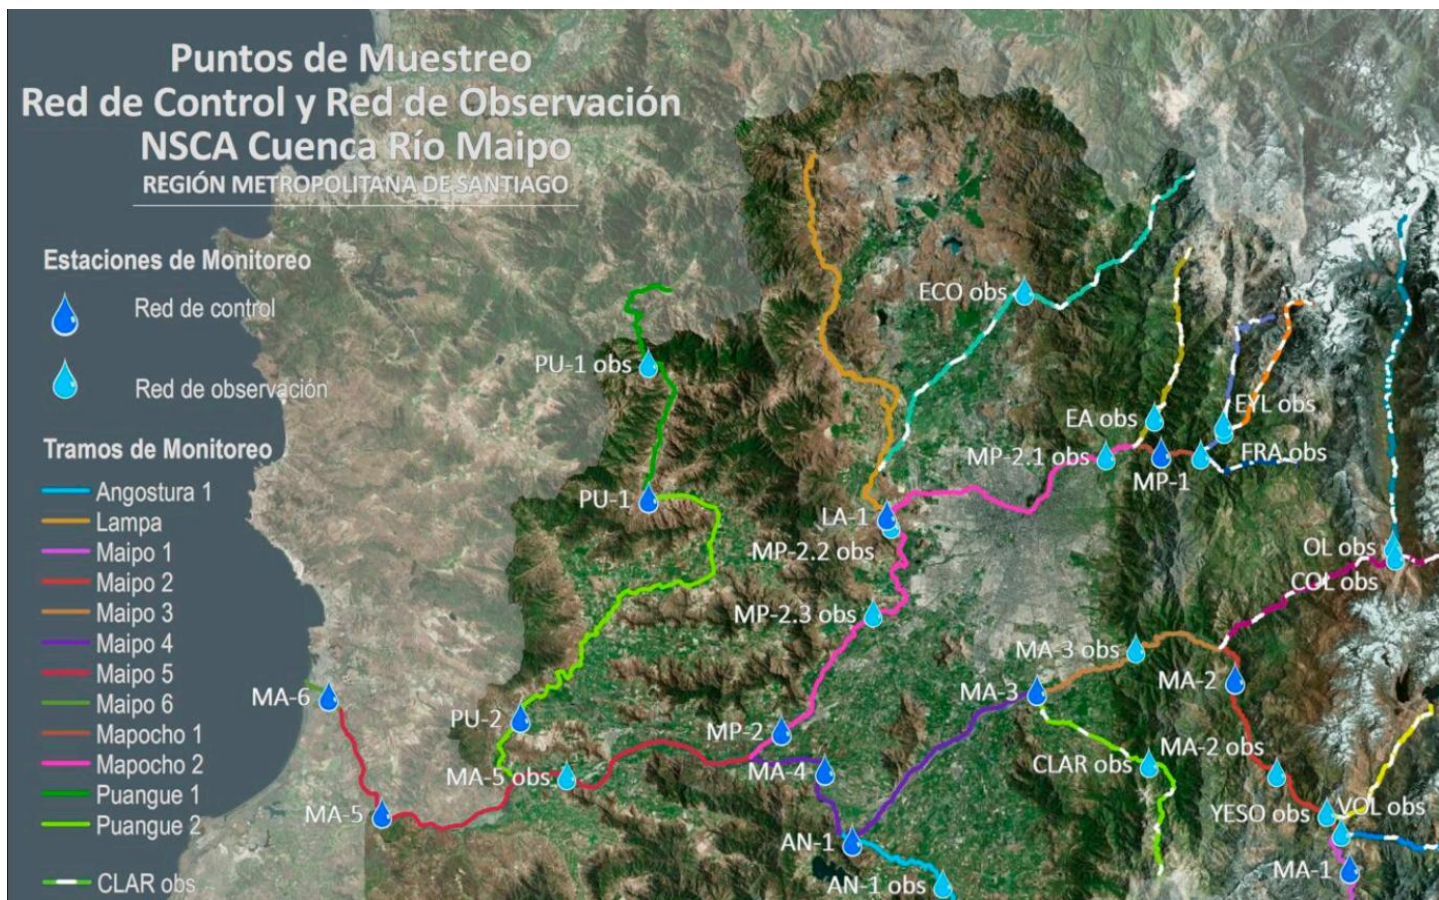 Puntos de Muestreo
Red de Control y Red de Observación
NSCA Cuenca Río Maipo
REGIÓN METROPOLITANA DE SANTIAGO
Estaciones de Monitoreo
Red de control
Red de observación
Tramos de Monitoreo
Angostura 1
Lampa
Maipo 1
Maipo 2
Maipo 3
Maipo 4
Maipo 5
Maipo 6
Mapocho 1
Mapocho 2
Puangue 1
Puangue 2
CLAR obs
ECO obs
PU-1 obs
EA obs
EYL obs
MP-2.1 obs
MP-1
FRA obs
PU-1
LA-1
MP-2.2 obs
OL obs
COL obs
MP-2.3 obs
MA-3 obs
MA-6
MA-3
MA-2
PU-2
MP-2
MA-2 obs
MA-5 obs
MA-4
CLAR obs
MA-5
YESO obs
VOL obs
AN-1
MA-1
AN-1 obs